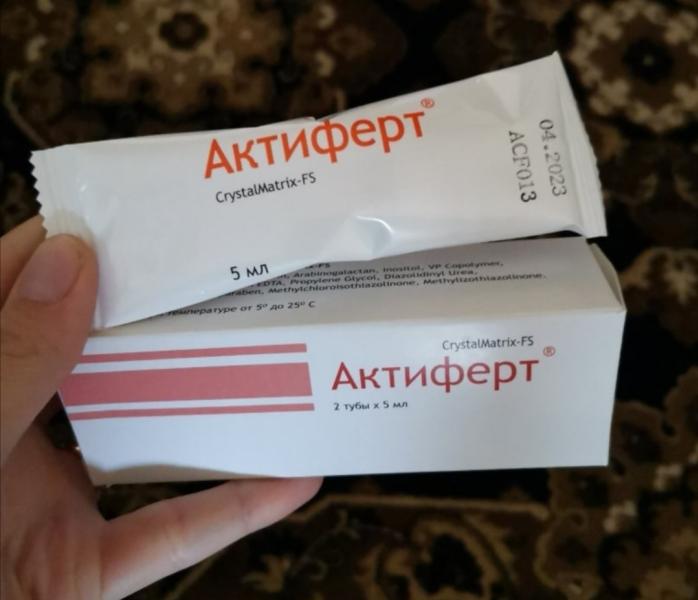 Актиферт®
CrystalMatrix-FS
5 мл
04.2023
ACF013
Arabinogalactan, Inositol, VP Copolymer,
EDTA, Propylene Glycol, Diazolidinyl Urea,
Methylchloroisothiazolinone, Methylizothiazolinone.
температуре от 5° до 25° С
CrystalMatrix-FS
Актиферт®
2 тубы x 5 мл